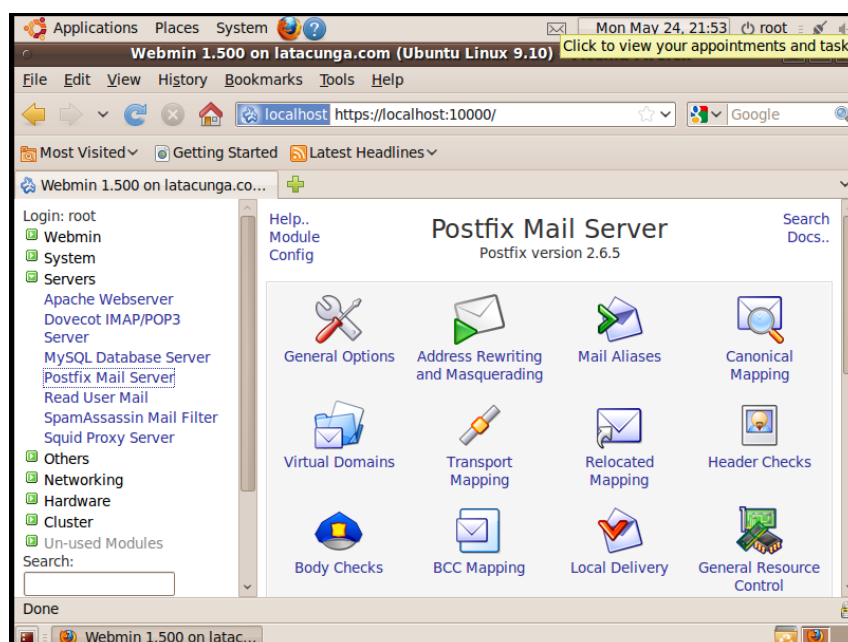 Applications Places System
Mon May 24, 21:53
root
Webmin 1.500 on latacunga.com (Ubuntu Linux 9.10)
Click to view your appointments and task
File Edit View History Bookmarks Tools Help
localhost https://localhost:10000/
Google
Most Visited
Getting Started
Latest Headlines
Webmin 1.500 on latacunga.co...
Login: root
Webmin
System
Servers
Apache Webserver
Dovecot IMAP/POP3
Server
MySQL Database Server
Postfix Mail Server
Read User Mail
SpamAssassin Mail Filter
Squid Proxy Server
Others
Networking
Hardware
Cluster
Un-used Modules
Search:
Help..
Module
Config
Postfix Mail Server
Postfix version 2.6.5
Search
Docs..
General Options
Address Rewriting
and Masquerading
Mail Aliases
Canonical
Mapping
Virtual Domains
Transport
Mapping
Relocated
Mapping
Header Checks
Body Checks
BCC Mapping
Local Delivery
General Resource
Control
Done
Webmin 1.500 on latac...